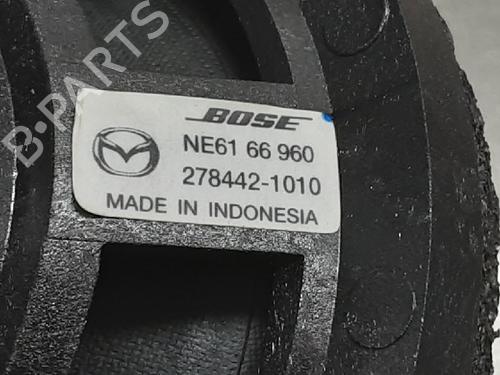 B-PARTS
BOSE
NE61 66 960
278442-1010
MADE IN INDONESIA